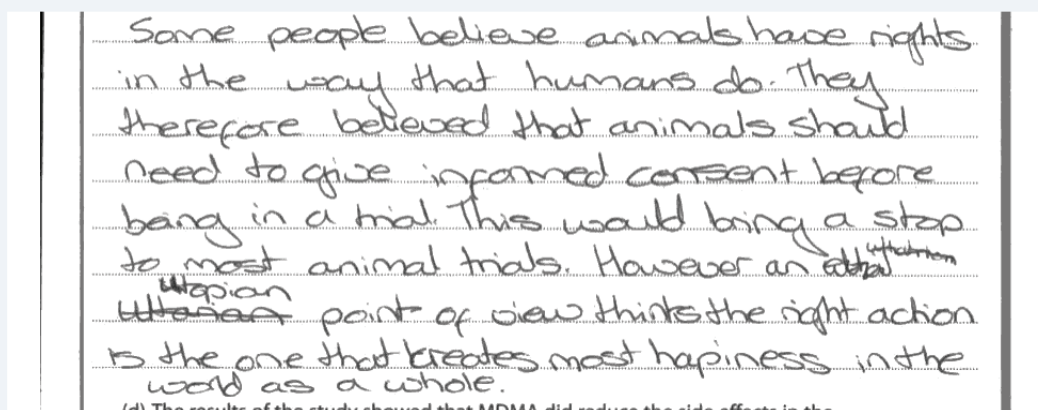 Some people believe animals have rights
in the way that humans do. They
therefore believed that animals should
need to give informed consent before
being in a trial. This would bring a stop
to most animal trials. However an
Utopian
point of view thinks the right action
is the one that creates most hapiness in the
world as a whole.
(d) The results of the study showed that MDMA did reduce the side effects in the